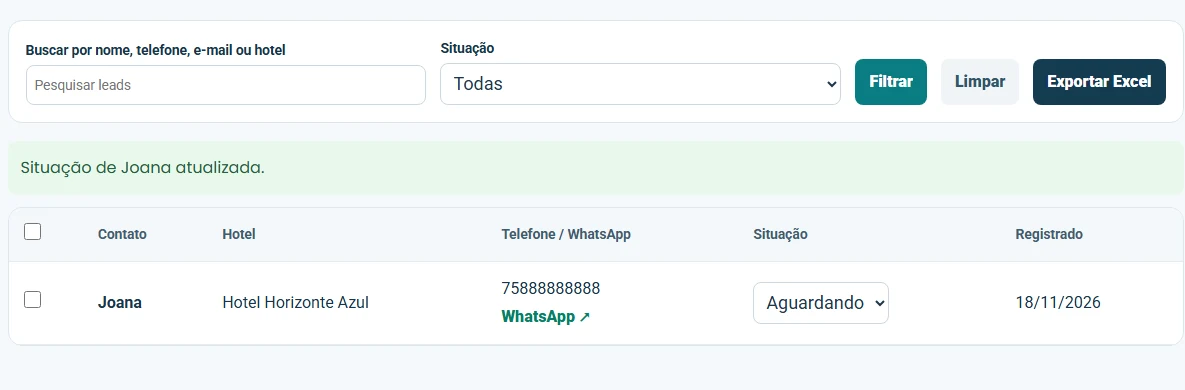 Buscar por nome, telefone, e-mail ou hotel
Situação
Pesquisar leads
Todas
Filtrar
Limpar
Exportar Excel
Situação de Joana atualizada.
Contato
Hotel
Telefone / WhatsApp
Situação
Registrado
Joana
Hotel Horizonte Azul
75888888888
WhatsApp ↗
Aguardando
18/11/2026